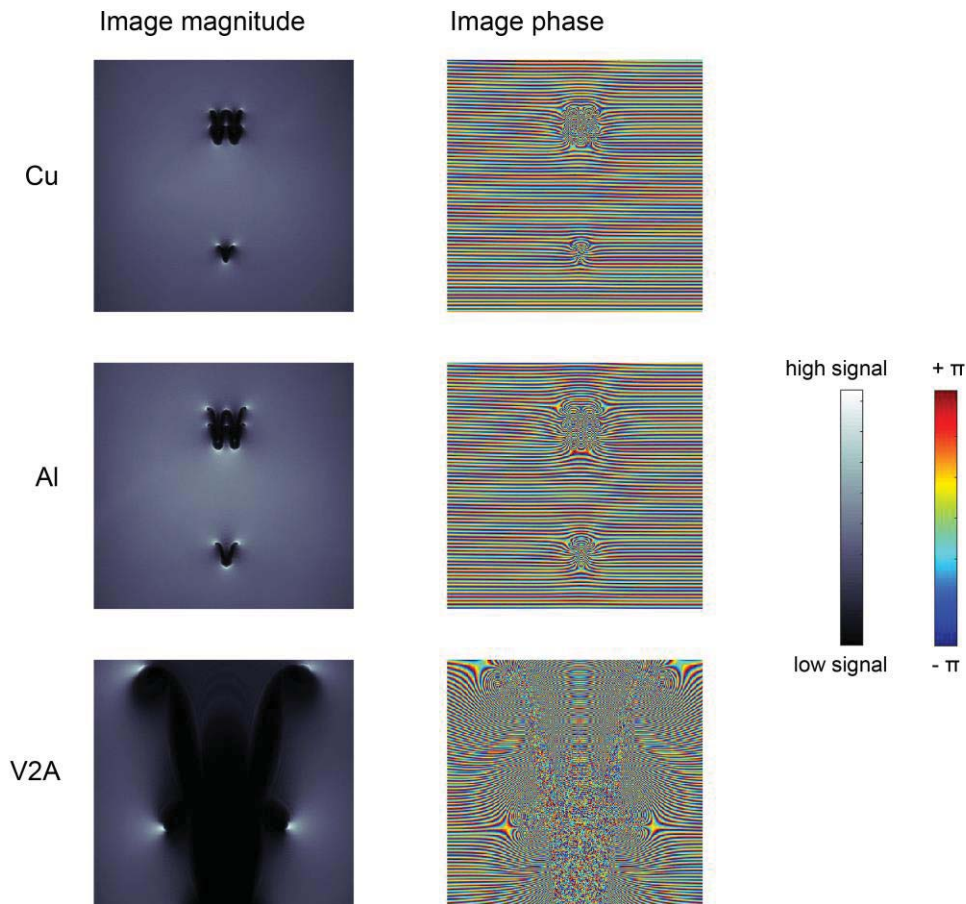 Image magnitude
Image phase
Cu
Al
high signal
+ π
low signal
- π
V2A